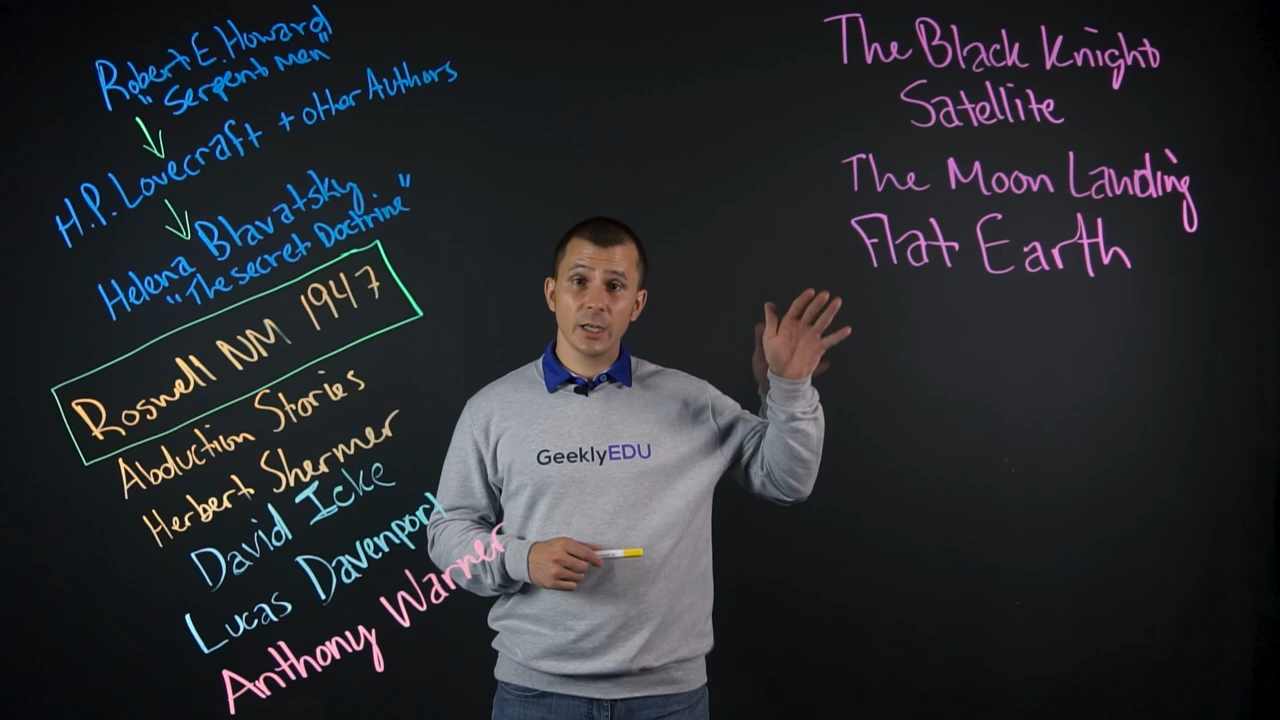 Robert E. Howard
"Serpent men"
H.P. Lovecraft + other Authors
Helena Blavatsky
"The secret Doctrine"
Roswell NM 1947
Abduction Stories
Herbert Shermer
David Icke
Lucas Davenport
Anthony Warner
The Black Knight
Satellite
The Moon Landing
Flat Earth
GeeklyEDU